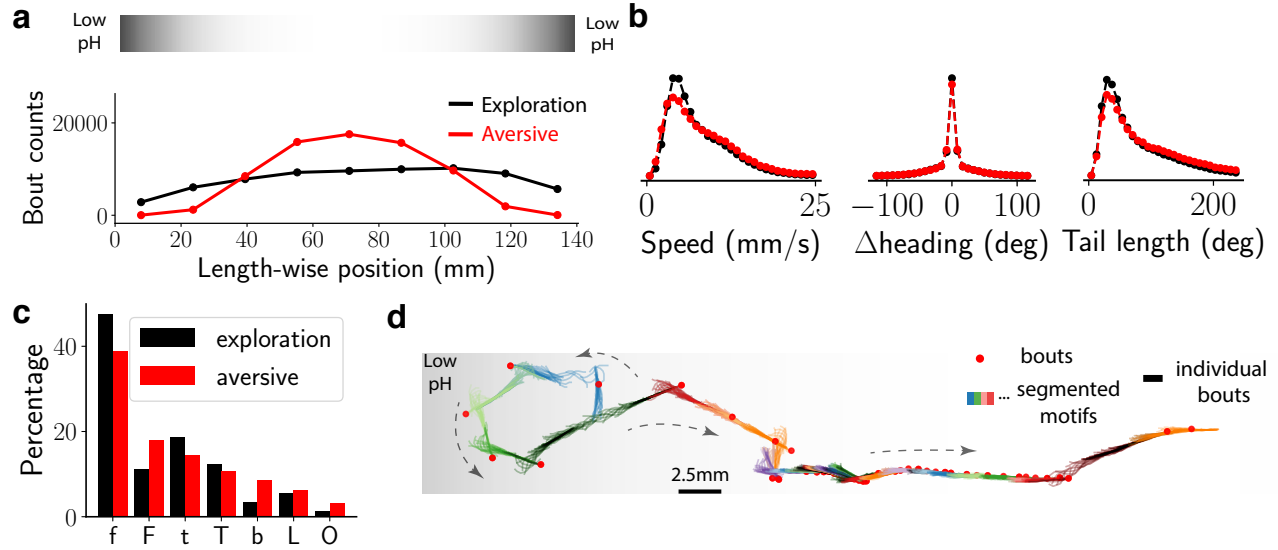 a
Low
pH
Low
pH
Exploration
Aversive
Bout counts
20000
0
0 20 40 60 80 100 120 140
Length-wise position (mm)
b
0 25
Speed (mm/s)
−100 0 100
Δheading (deg)
0 200
Tail length (deg)
c
exploration
aversive
Percentage
40
20
0
f F t T b L O
d
Low
pH
bouts
... segmented
motifs
individual
bouts
2.5mm